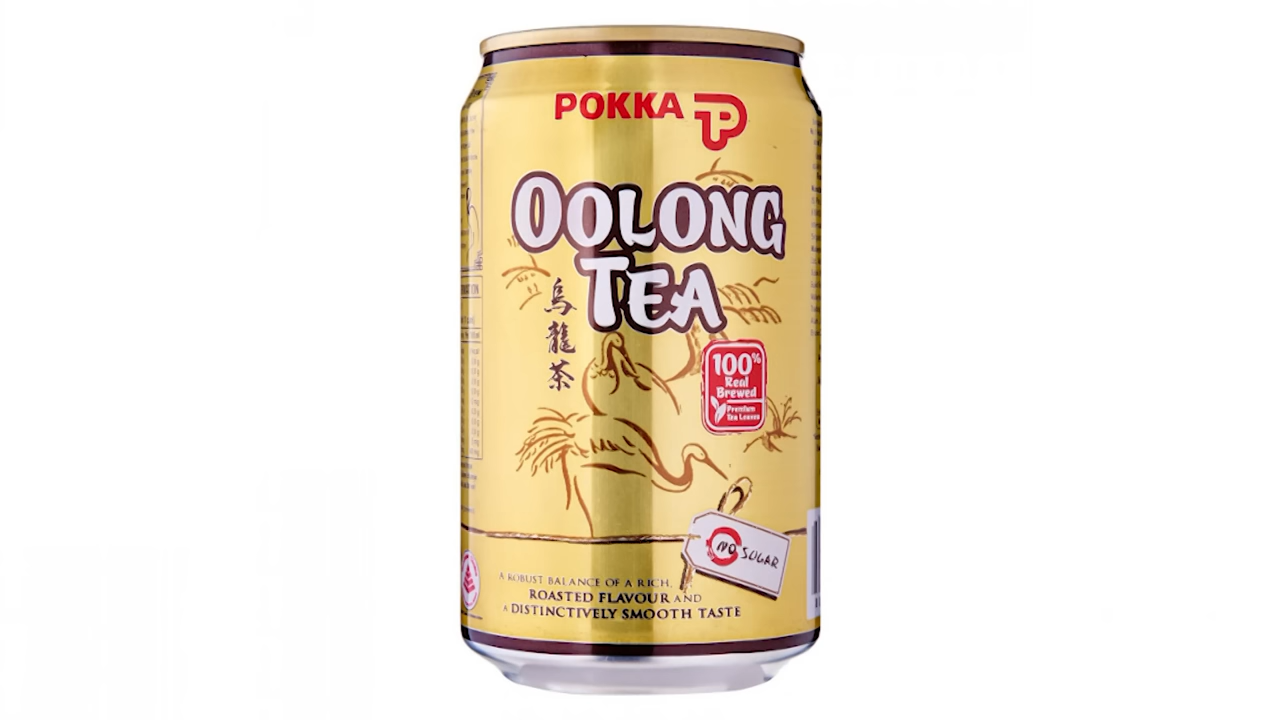 POKKA
OOLONG
TEA
烏龍茶
100%
Real
Brewed
Premium
Tea Leaves
NO SUGAR
A ROBUST BALANCE OF A RICH,
ROASTED FLAVOUR AND
A DISTINCTIVELY SMOOTH TASTE